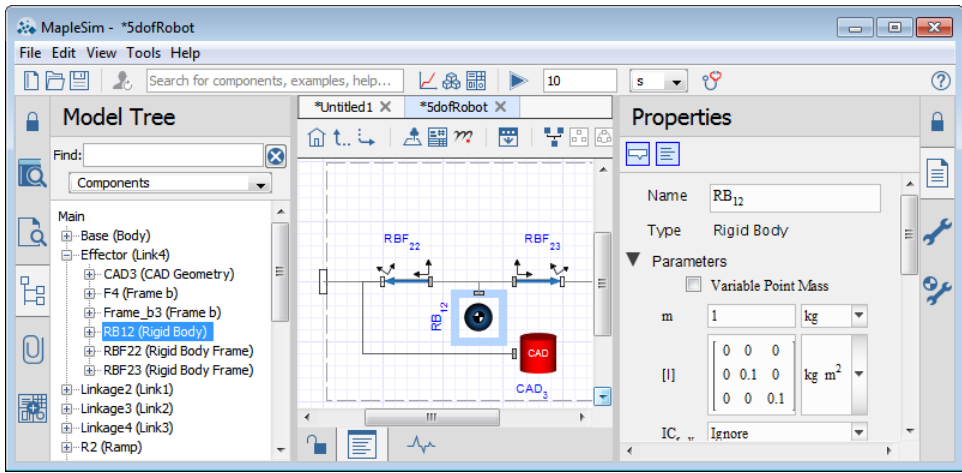 MapleSim - *5dofRobot
File Edit View Tools Help
Search for components, examples, help...
10
s
Model Tree
Find:
Components
Main
Base (Body)
Effector (Link4)
CAD3 (CAD Geometry)
F4 (Frame b)
Frame_b3 (Frame b)
RB12 (Rigid Body)
RBF22 (Rigid Body Frame)
RBF23 (Rigid Body Frame)
Linkage2 (Link1)
Linkage3 (Link2)
Linkage4 (Link3)
R2 (Ramp)
*Untitled1
*5dofRobot
t..
m
RBF22
RBF23
RB12
CAD
CAD3
Properties
Name RB12
Type Rigid Body
Parameters
Variable Point Mass
m 1 kg
[I]
0 0 0
0 0.1 0
0 0 0.1
kg m2
Ignore